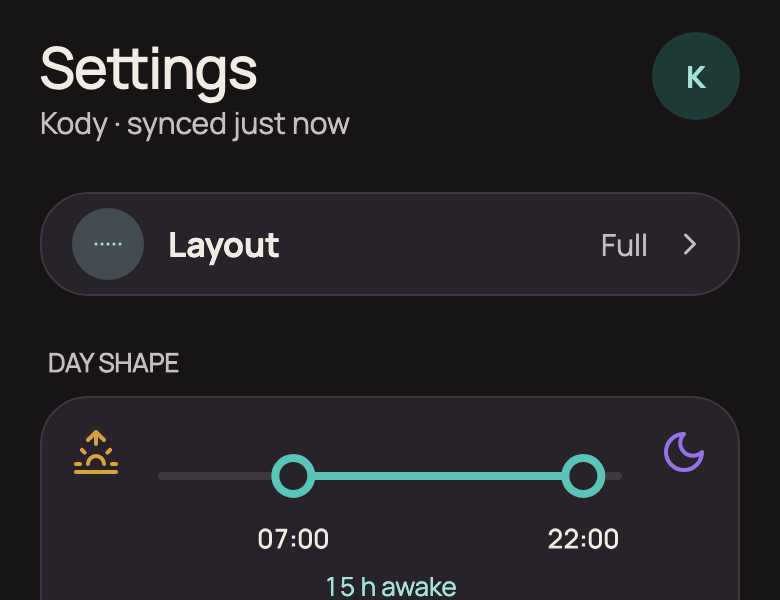 Settings
K
Kody · synced just now
Layout
Full
DAY SHAPE
07:00
22:00
15 h awake